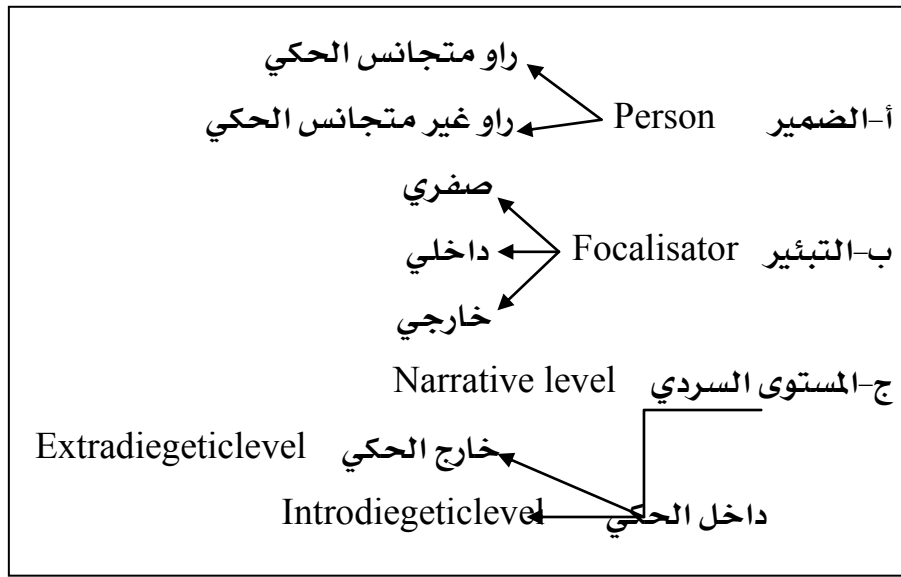 راو متجانس الحكي
أ-الضمير Person راو غير متجانس الحكي
صفري
ب-التبئير Focalisator داخلي
خارجي
ج-المستوى السردي Narrative level
خارج الحكي Extradiegeticlevel
داخل الحكي Introdiegeticlevel